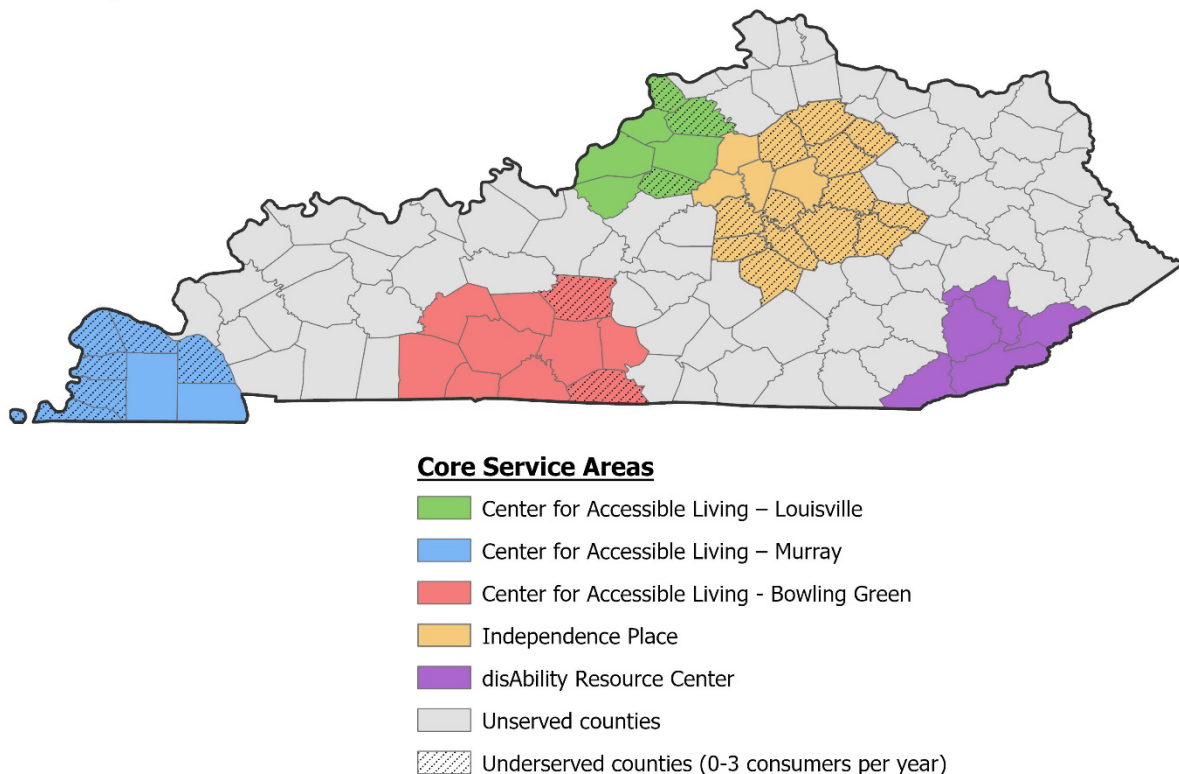 Core Service Areas
Center for Accessible Living – Louisville
Center for Accessible Living – Murray
Center for Accessible Living - Bowling Green
Independence Place
disAbility Resource Center
Unserved counties
Underserved counties (0-3 consumers per year)